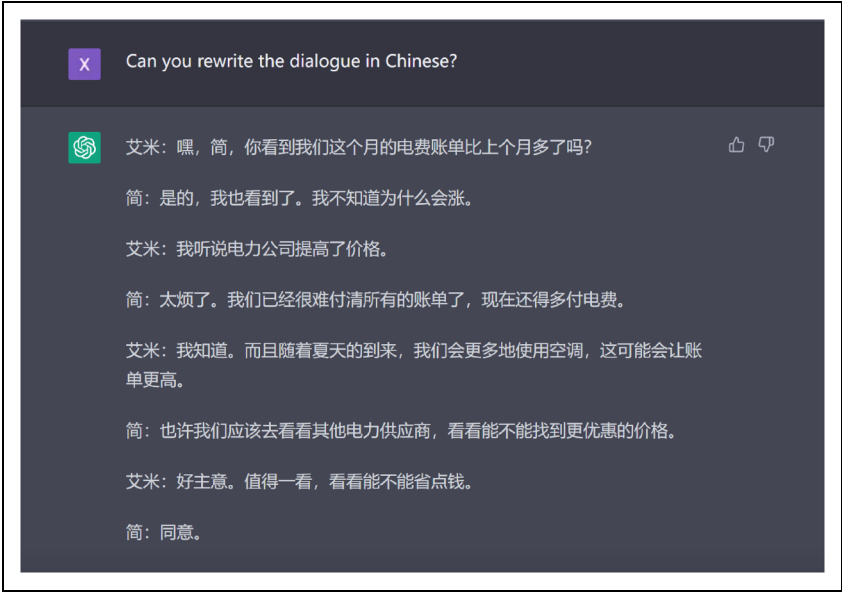 X
Can you rewrite the dialogue in Chinese?
艾米：嘿，简，你看到我们这个月的电费账单比上个月多了吗？
简：是的，我也看到了。我不知道为什么会涨。
艾米：我听说电力公司提高了价格。
简：太烦了。我们已经很难付清所有的账单了，现在还得多付电费。
艾米：我知道。而且随着夏天的到来，我们会更多地使用空调，这可能会让账
单更高。
简：也许我们应该去看看其他电力供应商，看看能不能找到更优惠的价格。
艾米：好主意。值得一看，看看能不能省点钱。
简：同意。